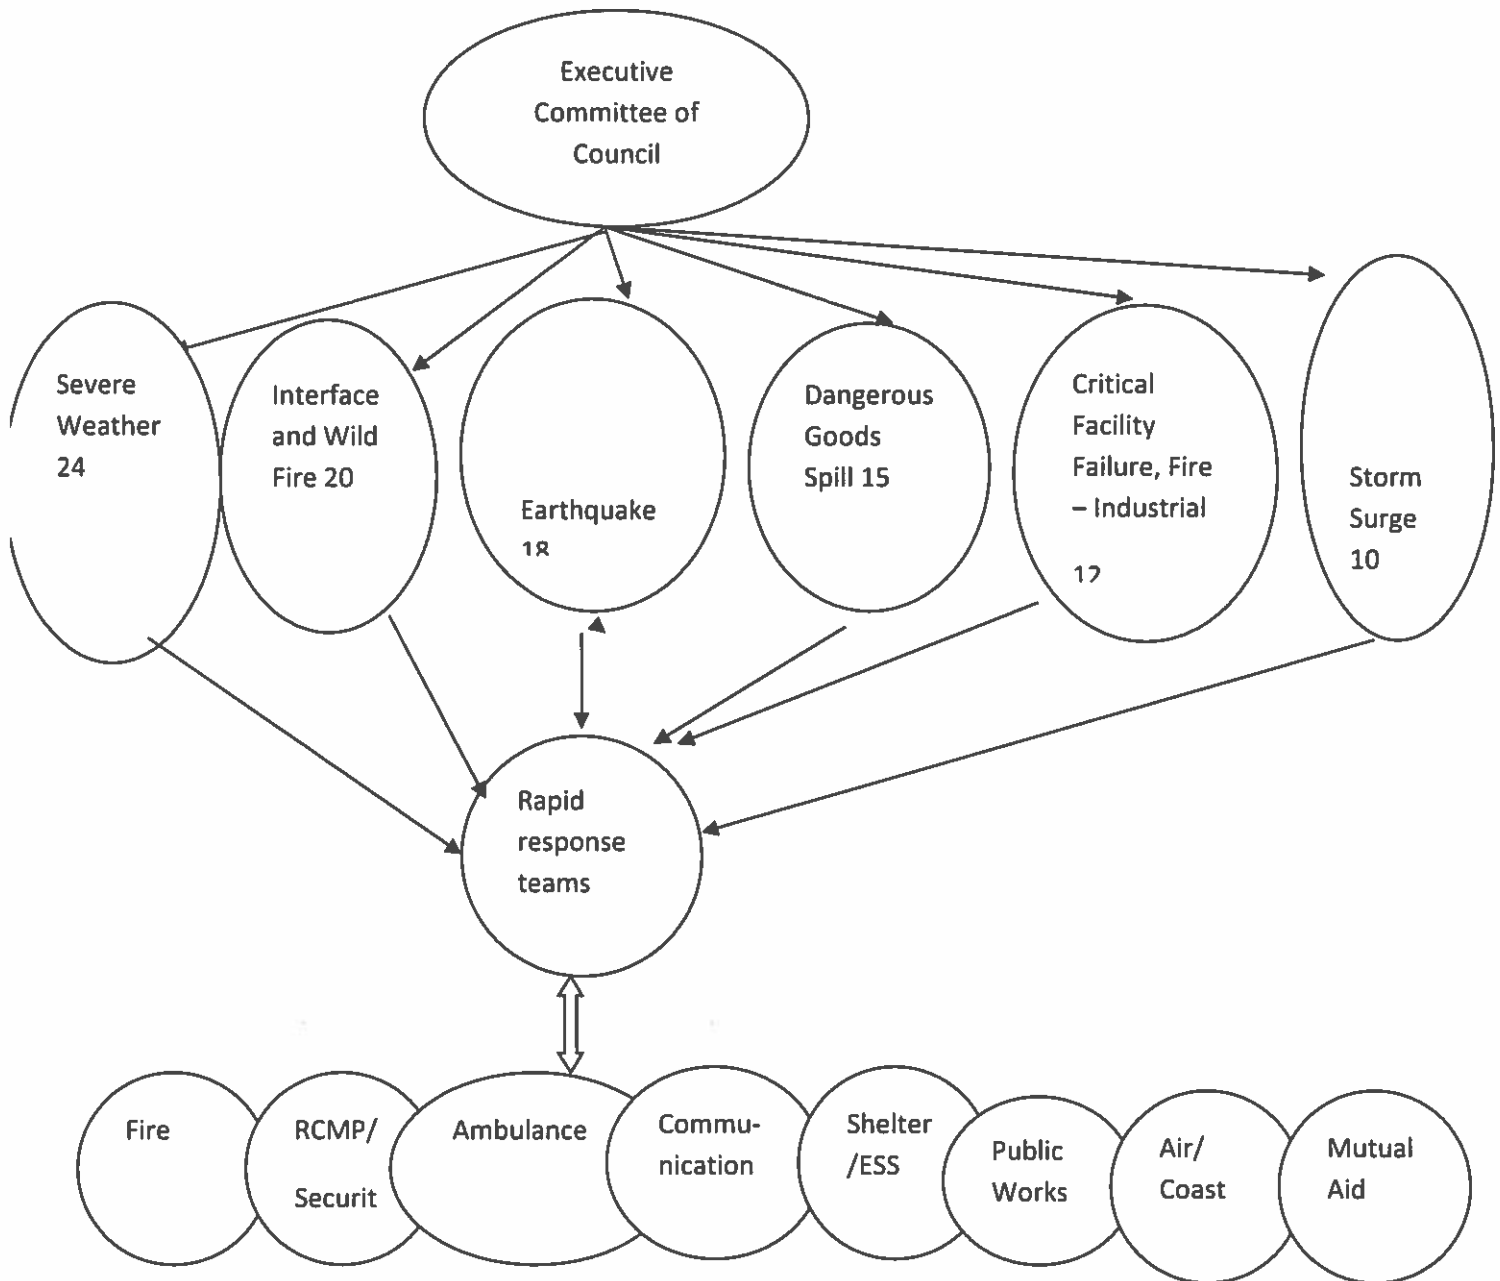 Executive
Committee of
Council
Severe
Weather
24
Interface
and Wild
Fire 20
Earthquake
18
Dangerous
Goods
Spill 15
Critical
Facility
Failure, Fire
– Industrial
12
Storm
Surge
10
Rapid
response
teams
Fire
RCMP/
Securit
Ambulance
Commu-
nication
Shelter
/ESS
Public
Works
Air/
Coast
Mutual
Aid